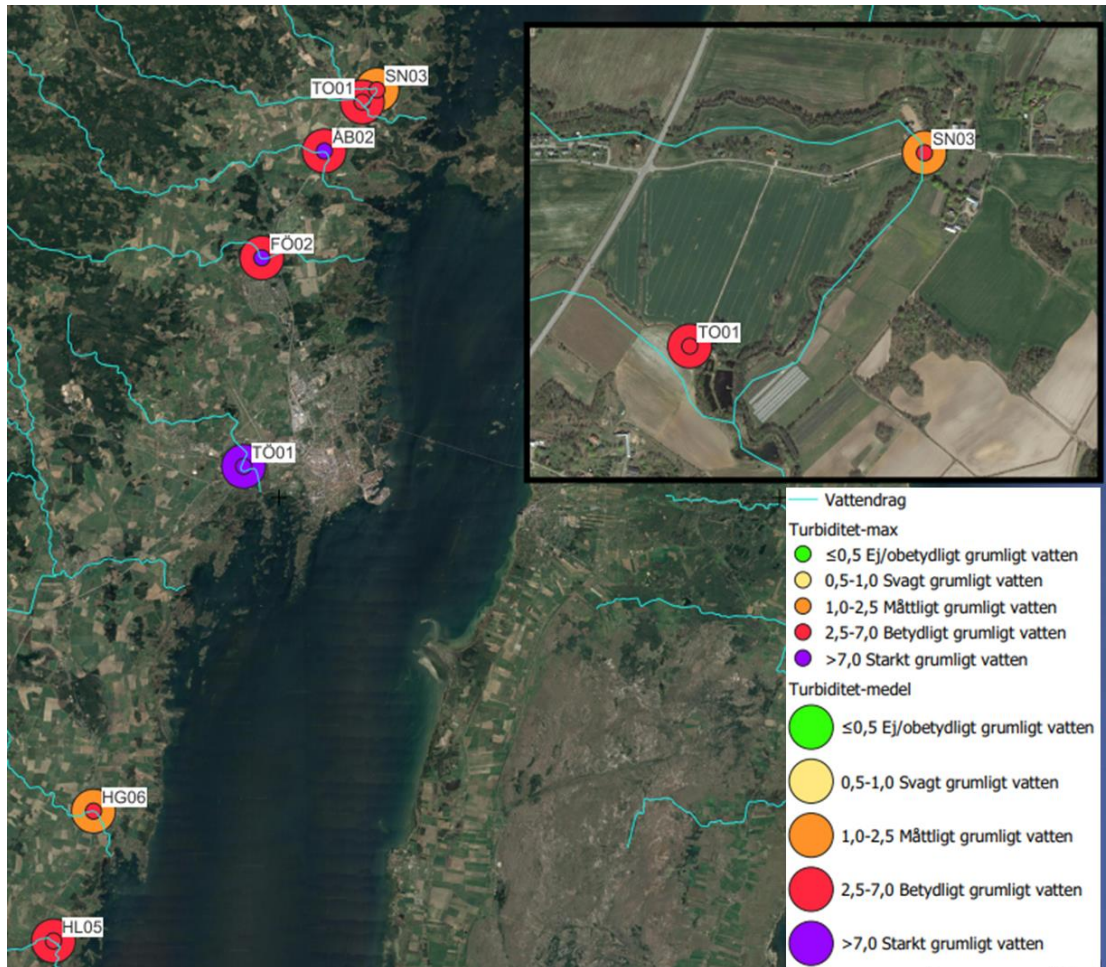 SN03
TO01
ÅB02
FÖ02
TÖ01
HG06
HL05
SN03
TO01
Vattendrag
Turbiditet-max
≤0,5 Ej/obetydligt grumligt vatten
0,5-1,0 Svagt grumligt vatten
1,0-2,5 Måttligt grumligt vatten
2,5-7,0 Betydligt grumligt vatten
>7,0 Starkt grumligt vatten
Turbiditet-medel
≤0,5 Ej/obetydligt grumligt vatten
0,5-1,0 Svagt grumligt vatten
1,0-2,5 Måttligt grumligt vatten
2,5-7,0 Betydligt grumligt vatten
>7,0 Starkt grumligt vatten